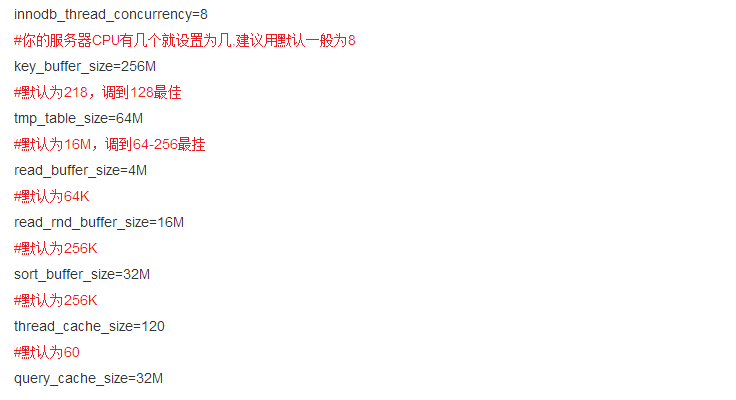 innodb_thread_concurrency=8
#你的服务器CPU有几个就设置为几,建议用默认一般为8
key_buffer_size=256M
#默认为218，调到128最佳
tmp_table_size=64M
#默认为16M，调到64-256最挂
read_buffer_size=4M
#默认为64K
read_rnd_buffer_size=16M
#默认为256K
sort_buffer_size=32M
#默认为256K
thread_cache_size=120
#默认为60
query_cache_size=32M